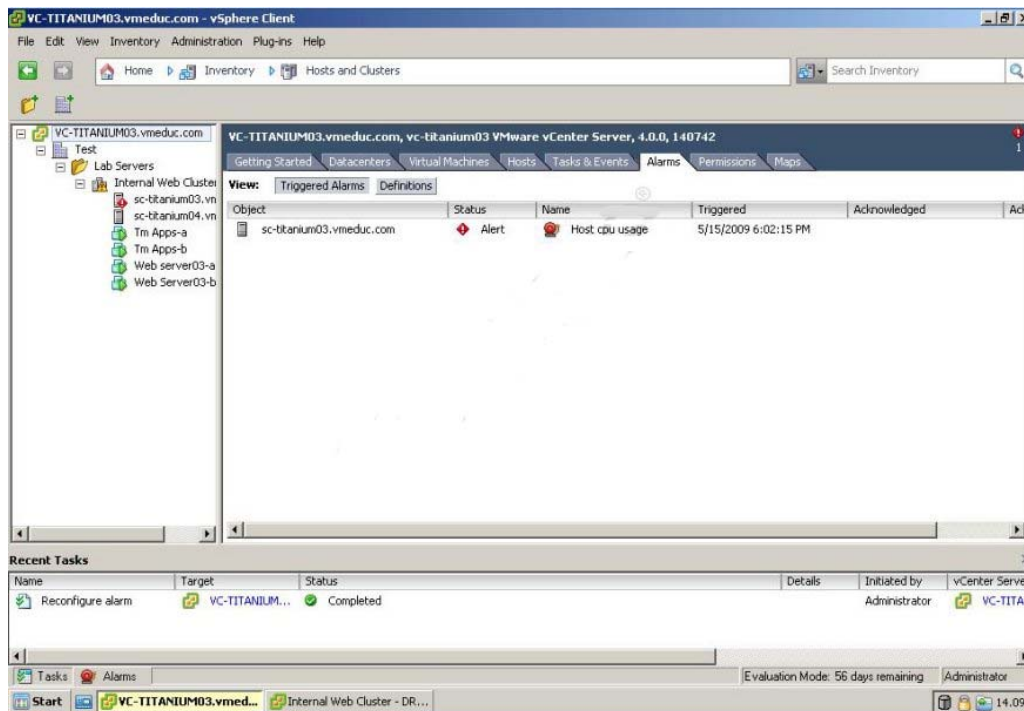 VC-TITANIUM03.vmeduc.com - vSphere Client
File Edit View Inventory Administration Plug-ins Help
Home Inventory Hosts and Clusters Search Inventory
VC-TITANIUM03.vmeduc.com
Test
Lab Servers
Internal Web Cluster
sc-titanium03.vn
sc-titanium04.vn
Tm Apps-a
Tm Apps-b
Web server03-a
Web Server03-b
VC-TITANIUM03.vmeduc.com, vc-titanium03 VMware vCenter Server, 4.0.0, 140742
1
Getting Started Datacenters Virtual Machines Hosts Tasks & Events Alarms Permissions Maps
View: Triggered Alarms Definitions
Object Status Name Triggered Acknowledged Ack
sc-titanium03.vmeduc.com Alert Host cpu usage 5/15/2009 6:02:15 PM
Recent Tasks
Name Target Status Details Initiated by vCenter Serve
Reconfigure alarm VC-TITANIUM... Completed Administrator VC-TITA
Tasks Alarms Evaluation Mode: 56 days remaining Administrator
Start VC-TITANIUM03.vmed... Internal Web Cluster - DR... 14.09